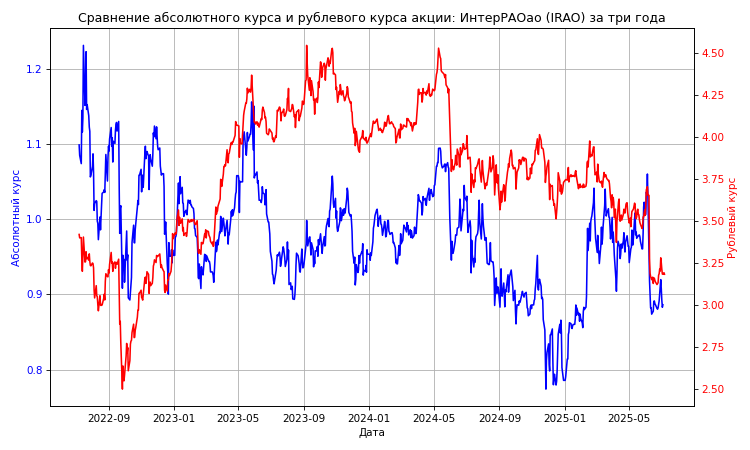 Сравнение абсолютного курса и рублевого курса акции: ИнтерРАОао (IRAO) за три года
Абсолютный курс
1.2
1.1
1.0
0.9
0.8
4.50
4.25
4.00
3.75
3.50
3.25
3.00
2.75
2.50
Рублевый курс
2022-09 2023-01 2023-05 2023-09 2024-01 2024-05 2024-09 2025-01 2025-05
Дата